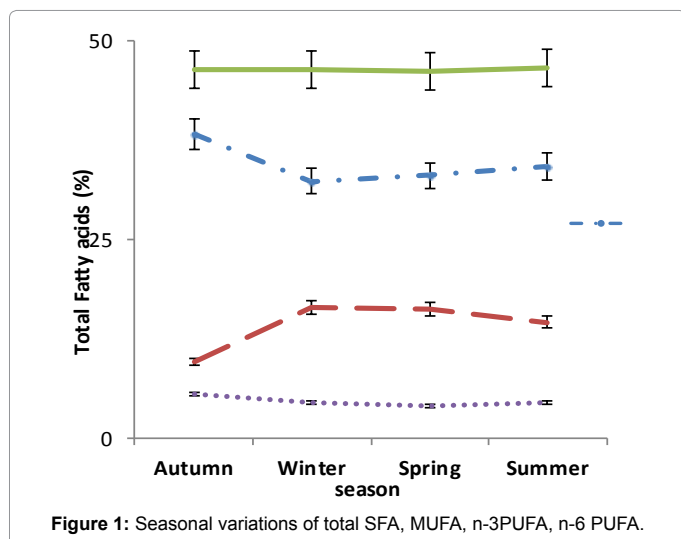 50
25
0
Total Fatty acids (%)
Autumn Winter Spring Summer
season
Figure 1: Seasonal variations of total SFA, MUFA, n-3PUFA, n-6 PUFA.